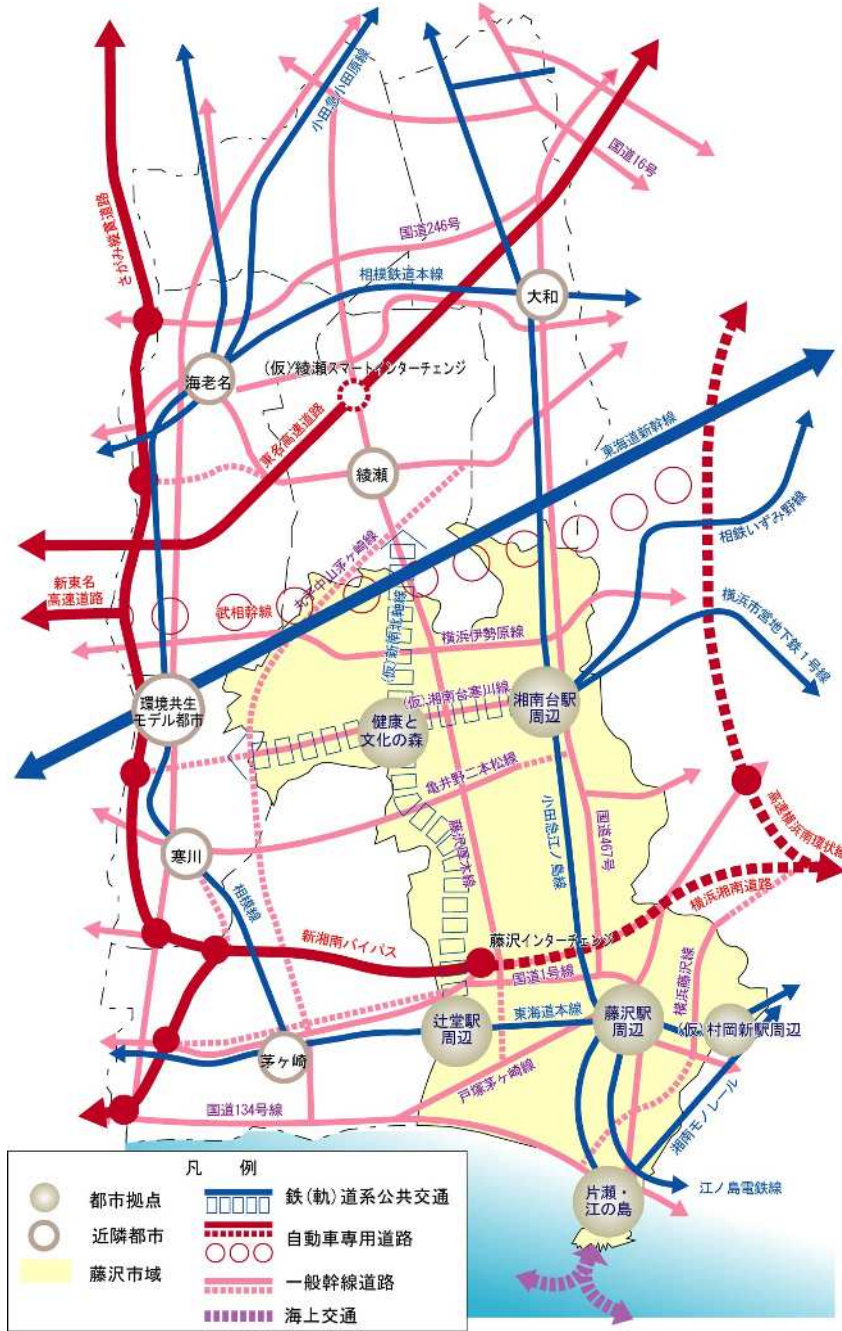 小田急小田原線
国道16号
さがみ縦貫道路
国道246号
相模鉄道本線
大和
海老名
(仮)綾瀬スマートインターチェンジ
東名高速道路
東海道新幹線
綾瀬
相鉄いずみ野線
新東名
高速道路
武相幹線
(仮)新南北軸線
横浜伊勢原線
横浜市営地下鉄1号線
環境共生
モデル都市
(仮)湘南台寒川線
湘南台駅
周辺
健康と
文化の森
亀井野二本松線
小田急江ノ島線
国道467号
高速横浜南環状線
寒川
藤沢厚木線
相模線
横浜湘南道路
新湘南バイパス
藤沢インターチェンジ
国道1号線
横浜藤沢線
東海道本線
辻堂駅
周辺
藤沢駅
周辺
(仮)村岡新駅周辺
茅ヶ崎
戸塚茅ヶ崎線
国道134号線
湘南モノレール
江ノ島電鉄線
片瀬・
江の島
凡 例
都市拠点
鉄(軌)道系公共交通
近隣都市
自動車専用道路
藤沢市域
一般幹線道路
海上交通